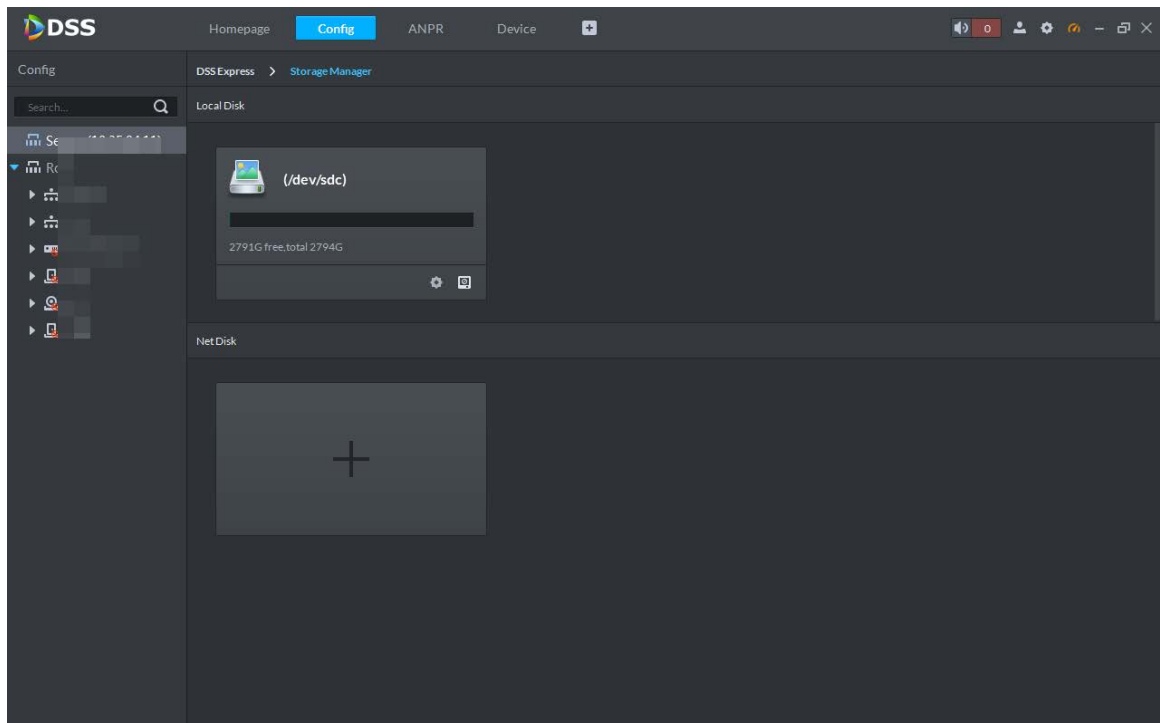 DSS
Homepage
Config
ANPR
Device
0
Config
DSS Express > Storage Manager
Search...
Local Disk
(/dev/sdc)
2791G free,total 2794G
Net Disk